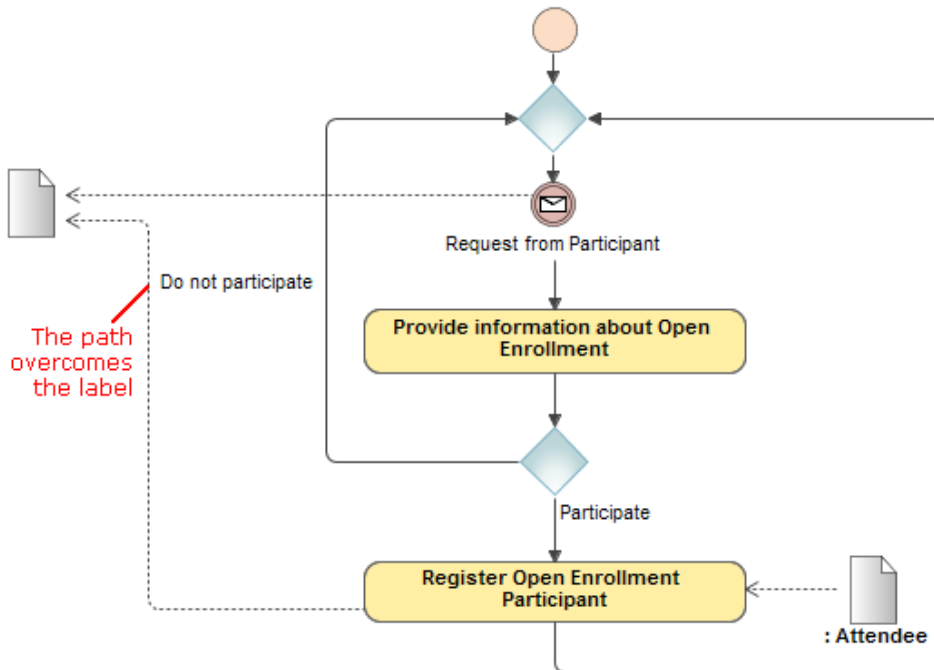 Request from Participant
Do not participate
The path
overcomes
the label
Provide information about Open
Enrollment
Participate
Register Open Enrollment
Participant
: Attendee